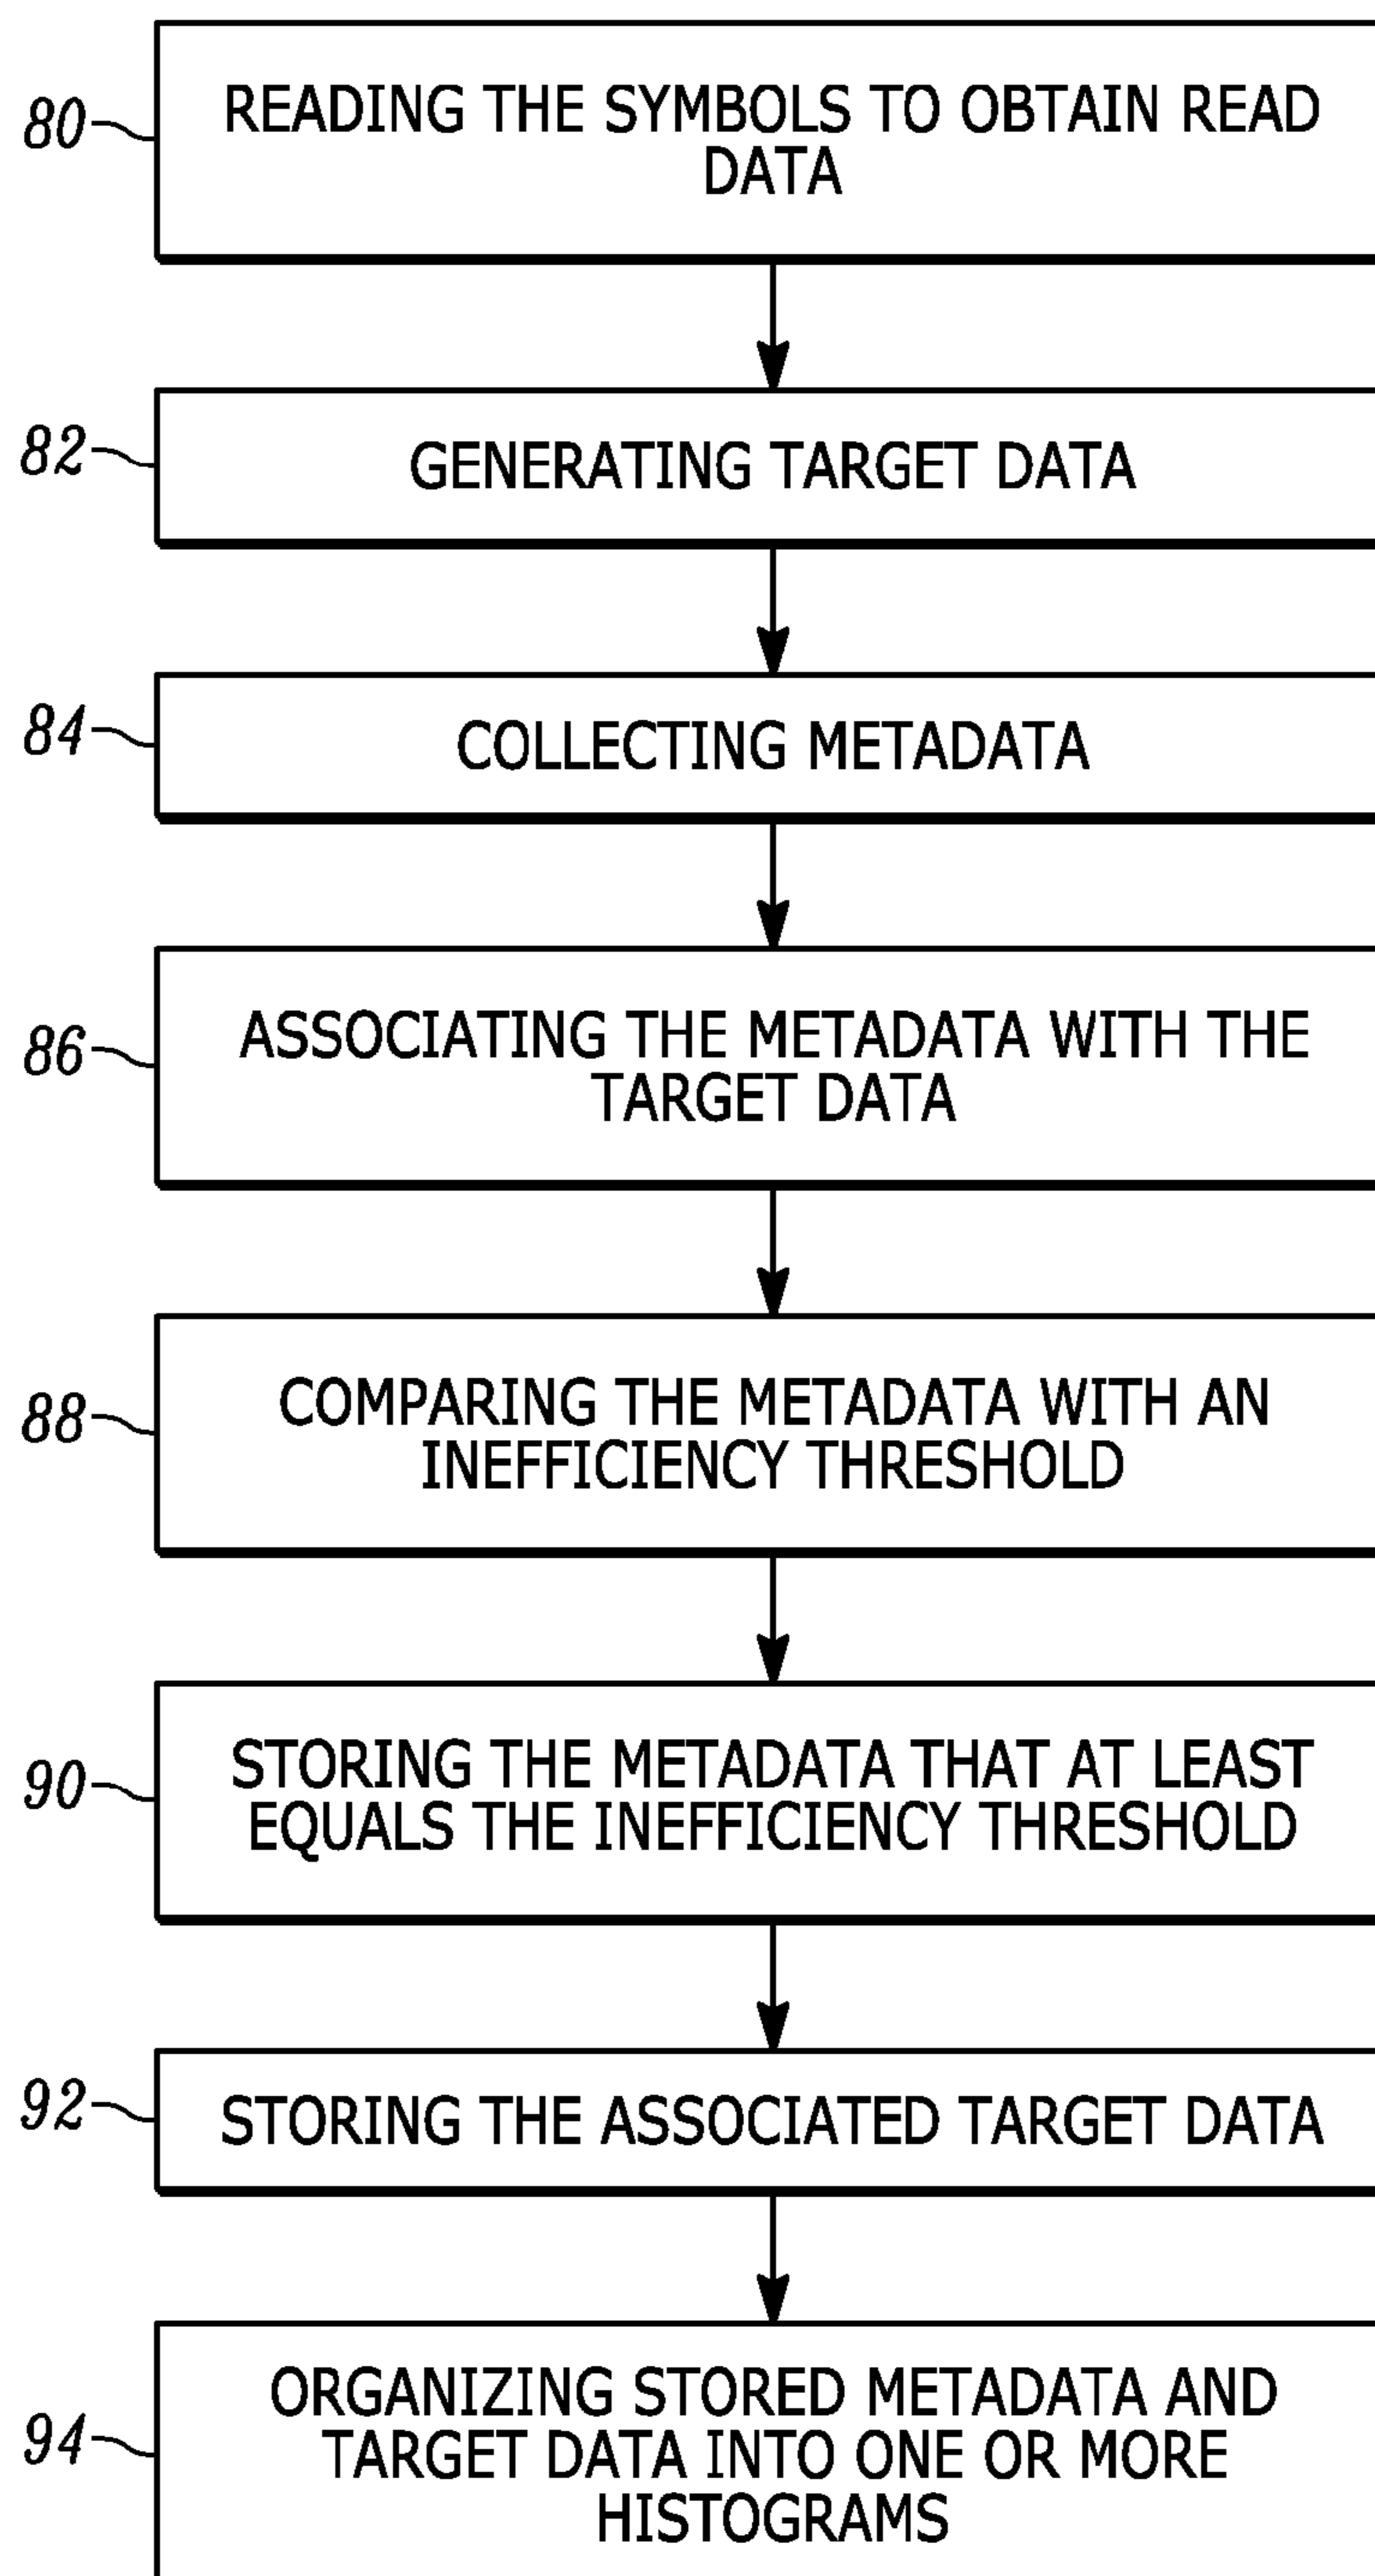 80
READING THE SYMBOLS TO OBTAIN READ
DATA
82
GENERATING TARGET DATA
84
COLLECTING METADATA
86
ASSOCIATING THE METADATA WITH THE
TARGET DATA
88
COMPARING THE METADATA WITH AN
INEFFICIENCY THRESHOLD
90
STORING THE METADATA THAT AT LEAST
EQUALS THE INEFFICIENCY THRESHOLD
92
STORING THE ASSOCIATED TARGET DATA
94
ORGANIZING STORED METADATA AND
TARGET DATA INTO ONE OR MORE
HISTOGRAMS